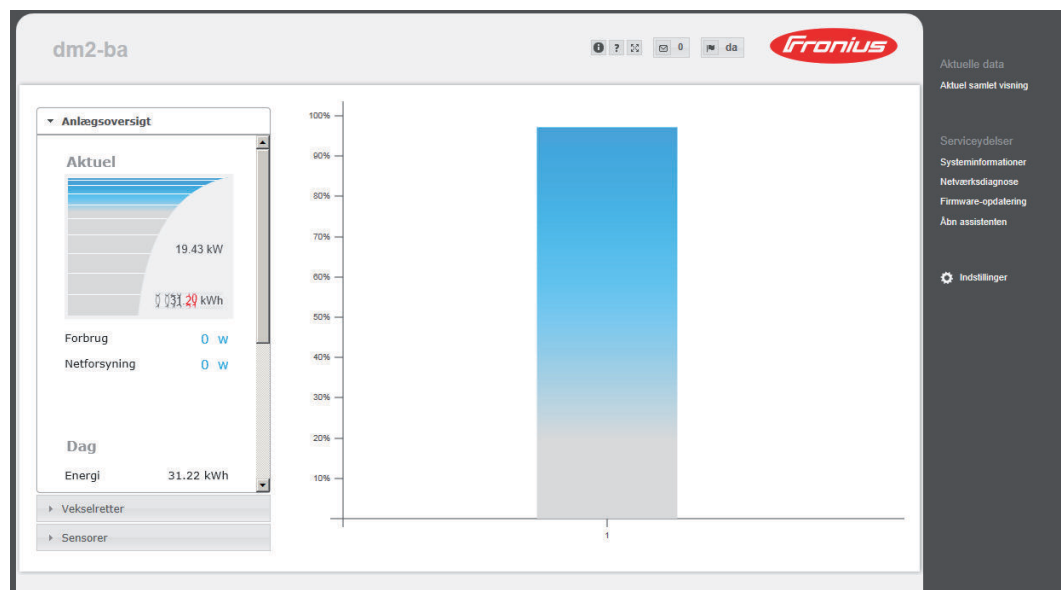 dm2-ba
? 0 da
Fronius
Aktuelle data
Aktuel samlet visning
Serviceydelser
Systeminformationer
Netværksdiagnose
Firmware-opdatering
Åbn assistenten
Indstillinger
Anlægsoversigt
Aktuel
19.43 kW
31.20 kWh
Forbrug 0 W
Netforsyning 0 W
Dag
Energi 31.22 kWh
Vekselretter
Sensorer
100%
90%
80%
70%
60%
50%
40%
30%
20%
10%
1